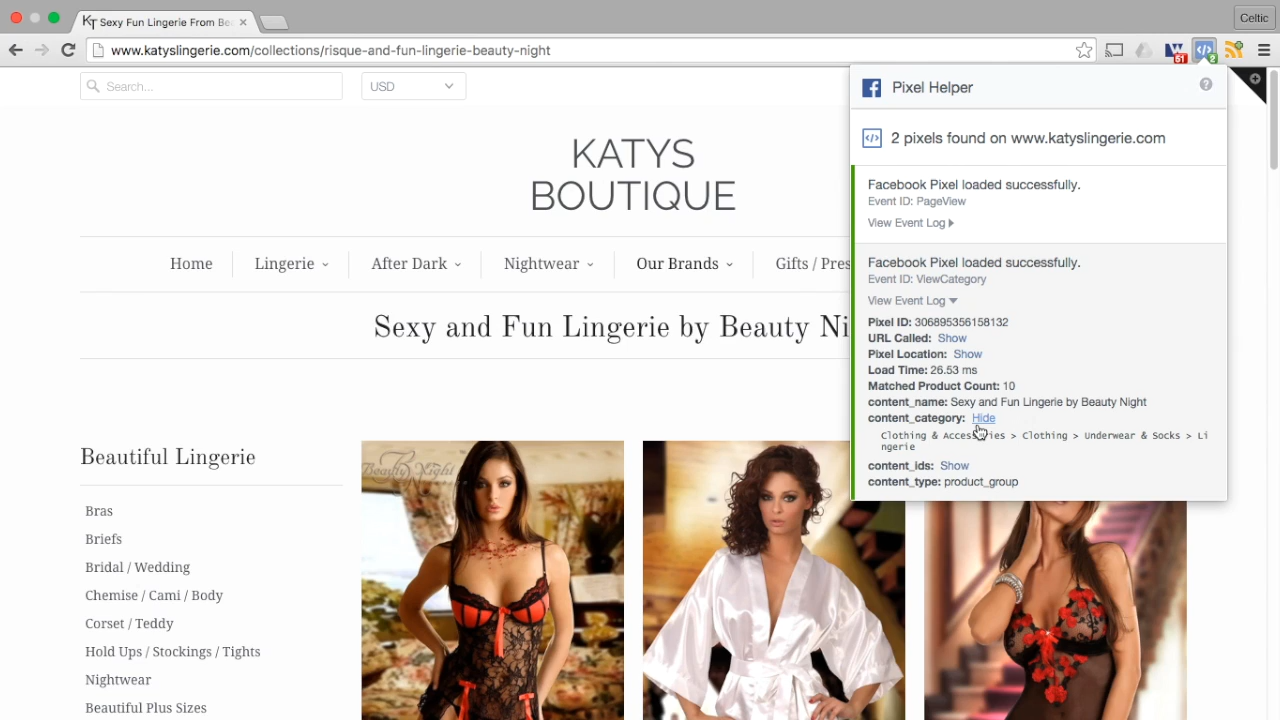 Sexy Fun Lingerie From Be
Celtic
www.katyslingerie.com/collections/risque-and-fun-lingerie-beauty-night
51
2
Search...
USD
KATYS
BOUTIQUE
Home
Lingerie
After Dark
Nightwear
Our Brands
Gifts / Pres
Sexy and Fun Lingerie by Beauty Ni
Pixel Helper
2 pixels found on www.katyslingerie.com
Facebook Pixel loaded successfully.
Event ID: PageView
View Event Log
Facebook Pixel loaded successfully.
Event ID: ViewCategory
View Event Log
Pixel ID: 306895356158132
URL Called: Show
Pixel Location: Show
Load Time: 26.53 ms
Matched Product Count: 10
content_name: Sexy and Fun Lingerie by Beauty Night
content_category: Hide
Clothing & Accessories > Clothing > Underwear & Socks > Li
ngerie
content_ids: Show
content_type: product_group
Beautiful Lingerie
Bras
Briefs
Bridal / Wedding
Chemise / Cami / Body
Corset / Teddy
Hold Ups / Stockings / Tights
Nightwear
Beautiful Plus Sizes
Beauty Night